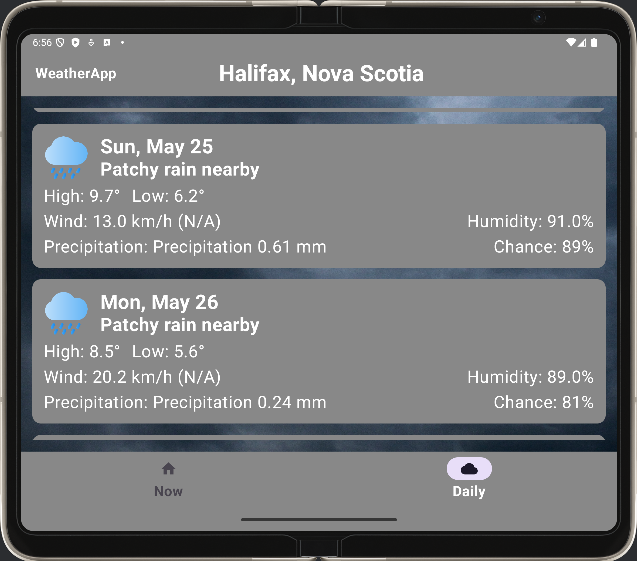 6:56
WeatherApp
Halifax, Nova Scotia
Sun, May 25
Patchy rain nearby
High: 9.7° Low: 6.2°
Wind: 13.0 km/h (N/A) Humidity: 91.0%
Precipitation: Precipitation 0.61 mm Chance: 89%
Mon, May 26
Patchy rain nearby
High: 8.5° Low: 5.6°
Wind: 20.2 km/h (N/A) Humidity: 89.0%
Precipitation: Precipitation 0.24 mm Chance: 81%
Now Daily